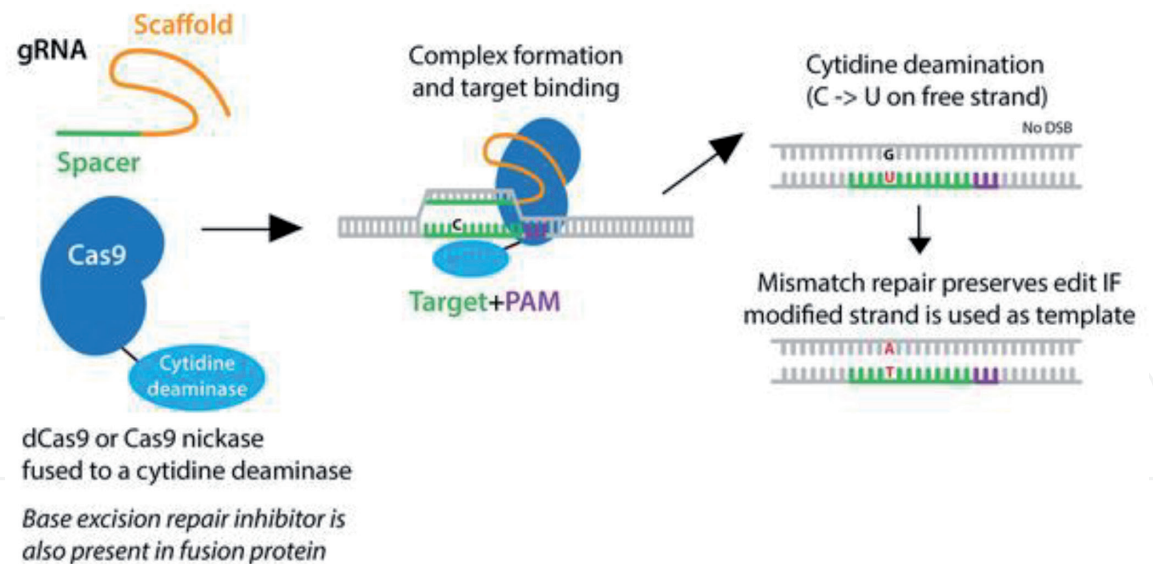 Scaffold
gRNA
Spacer
Cas9
Cytidine
deaminase
dCas9 or Cas9 nickase
fused to a cytidine deaminase
Base excision repair inhibitor is
also present in fusion protein
Complex formation
and target binding
C
Target+PAM
Cytidine deamination
(C -> U on free strand)
No DSB
G
U
Mismatch repair preserves edit IF
modified strand is used as template
A
T